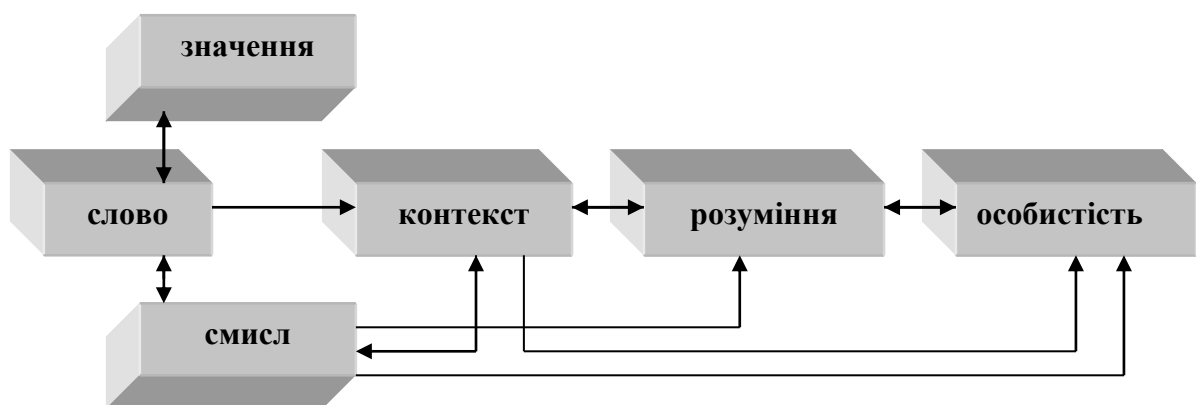 значення
слово
контекст
розуміння
особистість
смисл